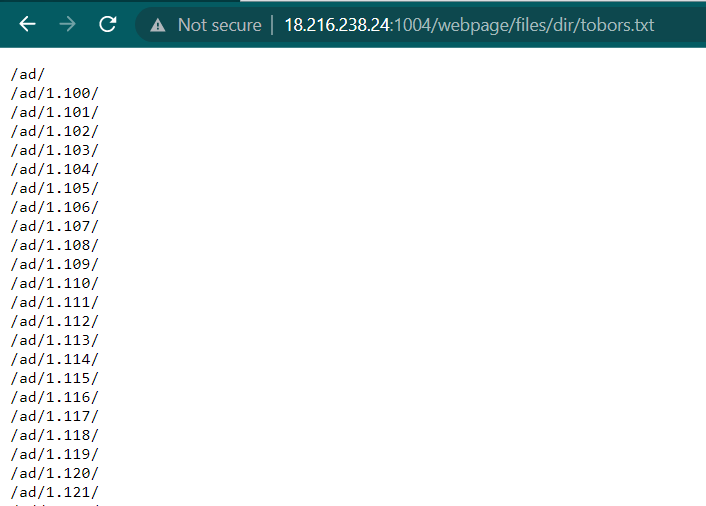 Not secure | 18.216.238.24:1004/webpage/files/dir/tobors.txt
/ad/
/ad/1.100/
/ad/1.101/
/ad/1.102/
/ad/1.103/
/ad/1.104/
/ad/1.105/
/ad/1.106/
/ad/1.107/
/ad/1.108/
/ad/1.109/
/ad/1.110/
/ad/1.111/
/ad/1.112/
/ad/1.113/
/ad/1.114/
/ad/1.115/
/ad/1.116/
/ad/1.117/
/ad/1.118/
/ad/1.119/
/ad/1.120/
/ad/1.121/